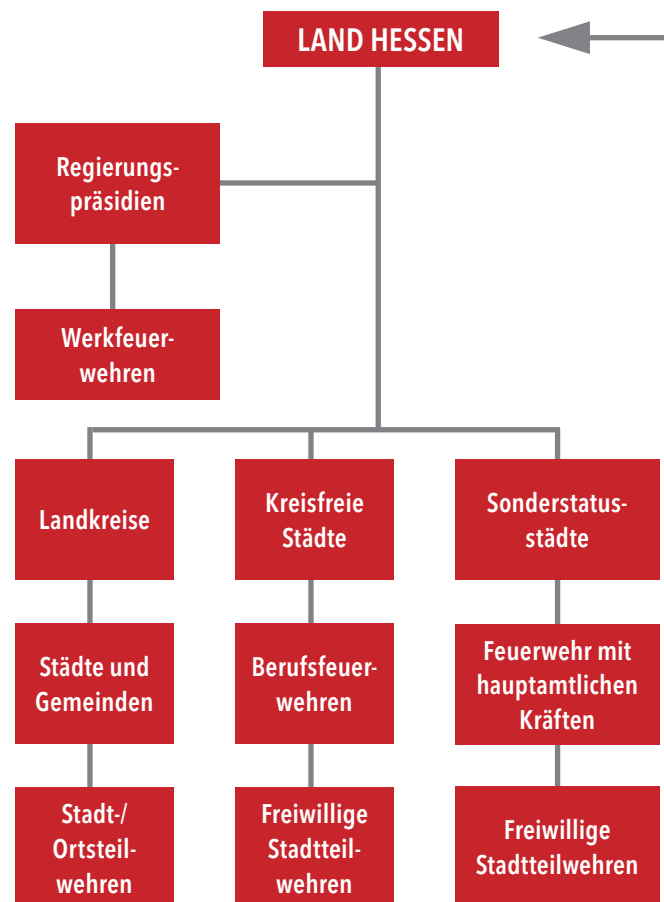 LAND HESSEN
Regierungs-
präsidien
Werkfeuer-
wehren
Landkreise
Kreisfreie
Städte
Sonderstatus-
städte
Städte und
Gemeinden
Berufsfeuer-
wehren
Feuerwehr mit
hauptamtlichen
Kräften
Stadt-/
Ortsteil-
wehren
Freiwillige
Stadtteil-
wehren
Freiwillige
Stadtteilwehren